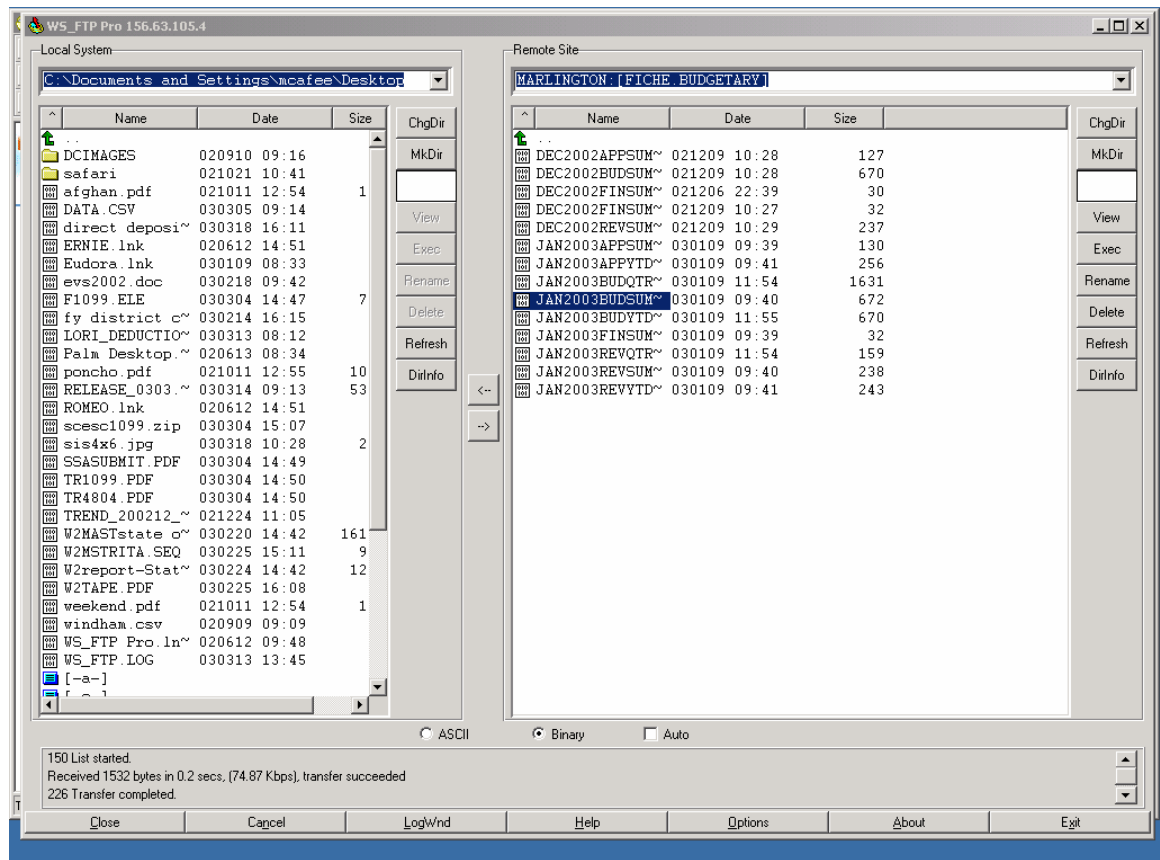 WS_FTP Pro 156.63.105.4
Local System
C:\Documents and Settings\mcafee\Desktop
^ Name Date Size
..
DCIMAGES 020910 09:16
safari 021021 10:41
afghan.pdf 021011 12:54 1
DATA.CSV 030305 09:14
direct deposi~ 030318 16:11
ERNIE.lnk 020612 14:51
Eudora.lnk 030109 08:33
evs2002.doc 030218 09:42
F1099.ELE 030304 14:47 7
fy district c~ 030214 16:15
LORI_DEDUCTIO~ 030313 08:12
Palm Desktop.~ 020613 08:34
poncho.pdf 021011 12:55 10
RELEASE_0303.~ 030314 09:13 53
ROMEO.lnk 020612 14:51
scesc1099.zip 030304 15:07
sis4x6.jpg 030318 10:28 2
SSASUBMIT.PDF 030304 14:49
TR1099.PDF 030304 14:50
TR4804.PDF 030304 14:50
TREND_200212_~ 021224 11:05
W2MASTstate o~ 030220 14:42 161
W2MSTRITA.SEQ 030225 15:11 9
W2report-Stat~ 030224 14:42 12
W2TAPE.PDF 030225 16:08
weekend.pdf 021011 12:54 1
windham.csv 020909 09:09
WS_FTP Pro.ln~ 020612 09:48
WS_FTP.LOG 030313 13:45
[-a-]
ChgDir
MkDir
View
Exec
Rename
Delete
Refresh
DirInfo
<--
-->
Remote Site
MARLINGTON:[FICHE.BUDGETARY]
^ Name Date Size
..
DEC2002APPSUM~ 021209 10:28 127
DEC2002BUDSUM~ 021209 10:28 670
DEC2002FINSUM~ 021206 22:39 30
DEC2002FINSUM~ 021209 10:27 32
DEC2002REVSUM~ 021209 10:29 237
JAN2003APPSUM~ 030109 09:39 130
JAN2003APPYTD~ 030109 09:41 256
JAN2003BUDQTR~ 030109 11:54 1631
JAN2003BUDSUM~ 030109 09:40 672
JAN2003BUDYTD~ 030109 11:55 670
JAN2003FINSUM~ 030109 09:39 32
JAN2003REVQTR~ 030109 11:54 159
JAN2003REVSUM~ 030109 09:40 238
JAN2003REVYTD~ 030109 09:41 243
ChgDir
MkDir
View
Exec
Rename
Delete
Refresh
DirInfo
ASCII Binary Auto
150 List started.
Received 1532 bytes in 0.2 secs, (74.87 Kbps), transfer succeeded
226 Transfer completed.
Close Cancel LogWnd Help Options About Exit